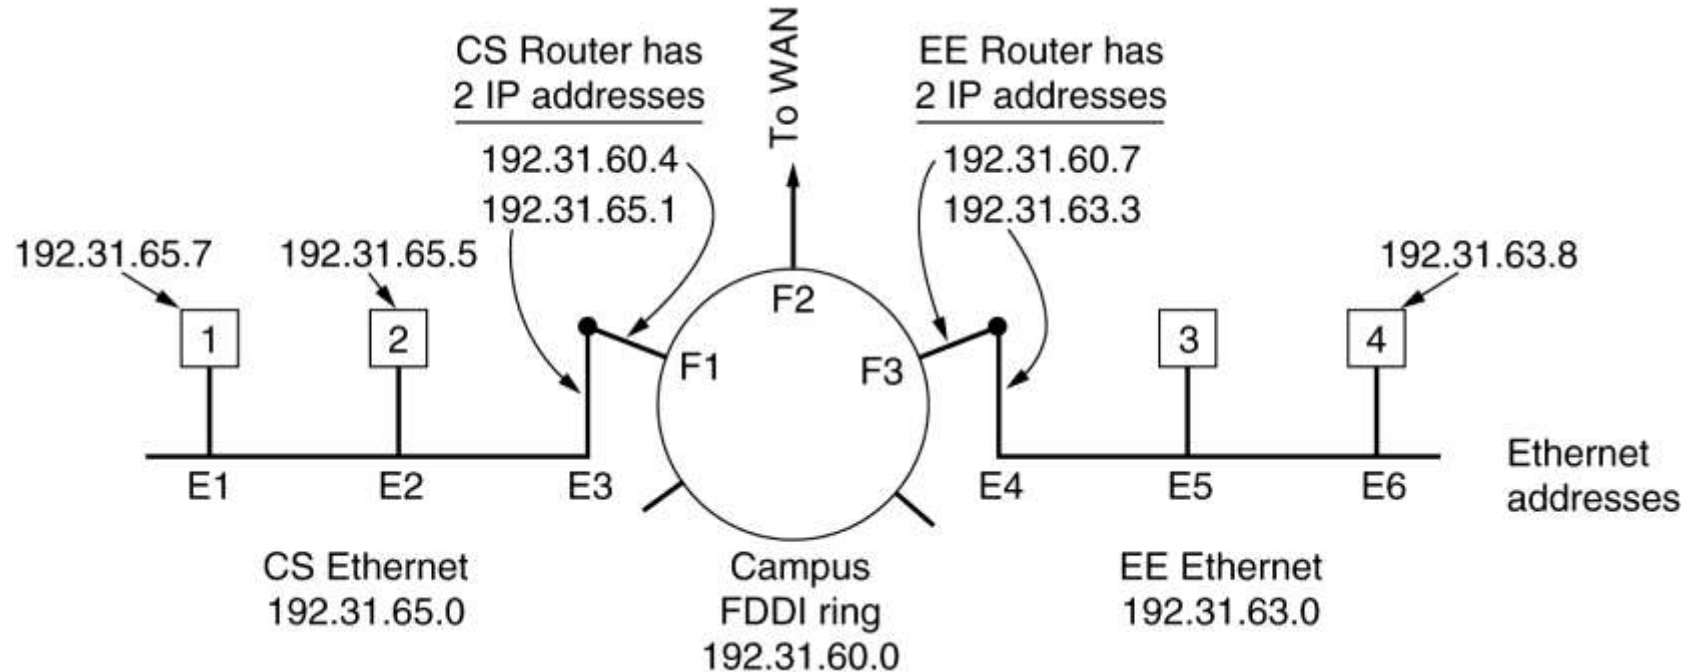 CS Router has
2 IP addresses
192.31.60.4
192.31.65.1
To WAN
EE Router has
2 IP addresses
192.31.60.7
192.31.63.3
192.31.65.7
192.31.65.5
192.31.63.8
1
2
F2
F1
F3
3
4
E1
E2
E3
E4
E5
E6
Ethernet
addresses
CS Ethernet
192.31.65.0
Campus
FDDI ring
192.31.60.0
EE Ethernet
192.31.63.0